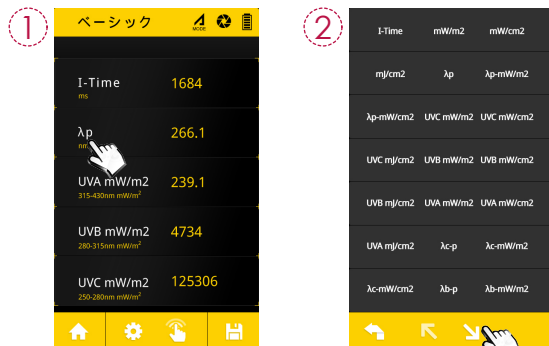 1
ベーシック
MODE
I-Time 1684
ms
λp 266.1
UVA mW/m2 239.1
315-430nm mW/m²
UVB mW/m2 4734
280-315nm mW/m²
UVC mW/m2 125306
250-280nm mW/m²
2
I-Time mW/m2 mW/cm2
mJ/cm2 λp λp-mW/m2
λp-mW/cm2 UVC mW/m2 UVC mW/cm2
UVC mJ/cm2 UVB mW/m2 UVB mW/cm2
UVB mJ/cm2 UVA mW/m2 UVA mW/cm2
UVA mJ/cm2 λc-p λc-mW/m2
λc-mW/cm2 λb-p λb-mW/m2